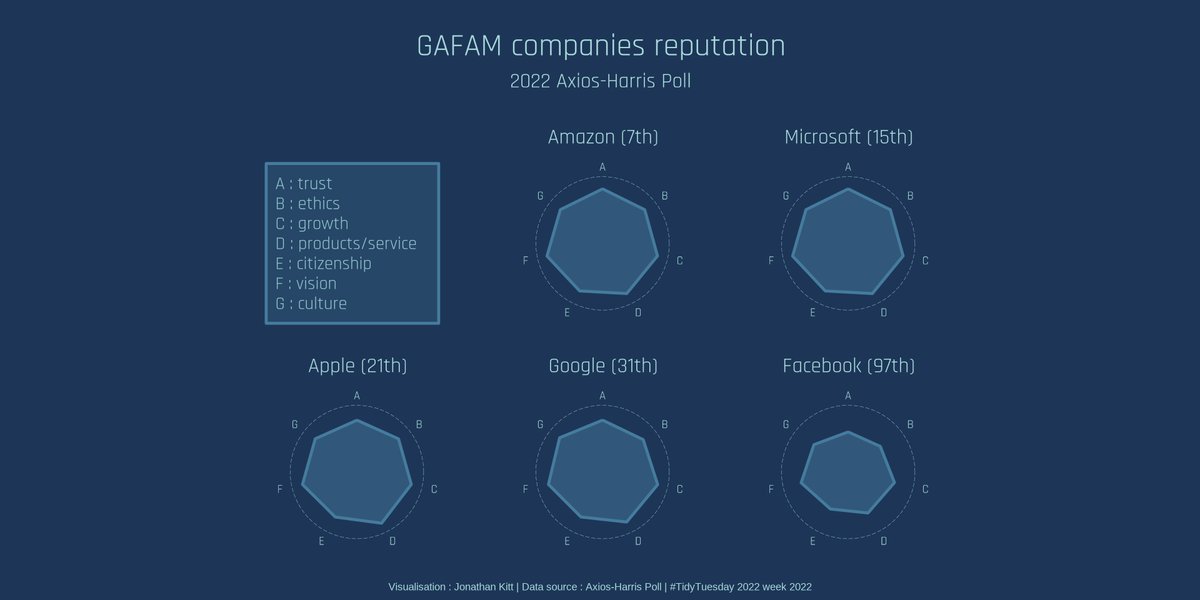 GAFAM companies reputation
2022 Axios-Harris Poll
A : trust
B : ethics
C : growth
D : products/service
E : citizenship
F : vision
G : culture
Amazon (7th)
A
G
B
F
C
E
D
Microsoft (15th)
A
G
B
F
C
E
D
Apple (21th)
A
G
B
F
C
E
D
Google (31th)
A
G
B
F
C
E
D
Facebook (97th)
A
G
B
F
C
E
D
Visualisation : Jonathan Kitt | Data source : Axios-Harris Poll | #TidyTuesday 2022 week 2022